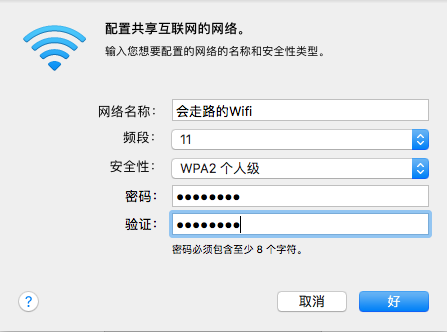 配置共享互联网的网络。
输入您想要配置的网络的名称和安全性类型。
网络名称： 会走路的Wifi
频段： 11
安全性： WPA2 个人级
密码： ●●●●●●●●
验证： ●●●●●●●●
密码必须包含至少 8 个字符。
? 取消 好